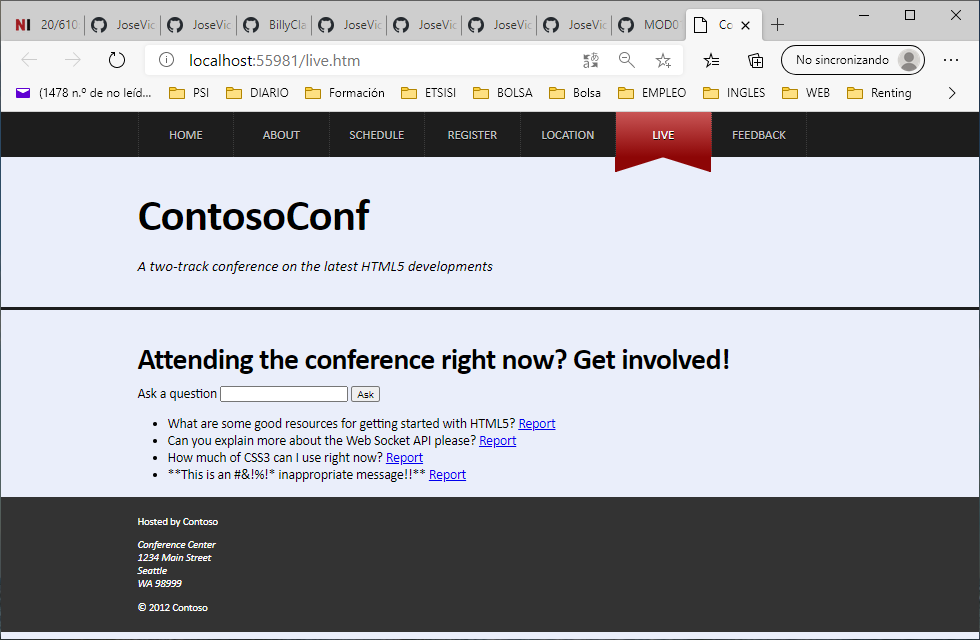 20/610 JoseVic JoseVic BillyCla JoseVic JoseVic JoseVic JoseVic MOD0 Co
localhost:55981/live.htm No sincronizando
(1478 n.º de no leíd... PSI DIARIO Formación ETSISI BOLSA Bolsa EMPLEO INGLES WEB Renting
HOME ABOUT SCHEDULE REGISTER LOCATION LIVE FEEDBACK
ContosoConf
A two-track conference on the latest HTML5 developments
Attending the conference right now? Get involved!
Ask a question Ask
What are some good resources for getting started with HTML5? Report
Can you explain more about the Web Socket API please? Report
How much of CSS3 can I use right now? Report
**This is an #&!%!* inappropriate message!!** Report
Hosted by Contoso
Conference Center
1234 Main Street
Seattle
WA 98999
© 2012 Contoso